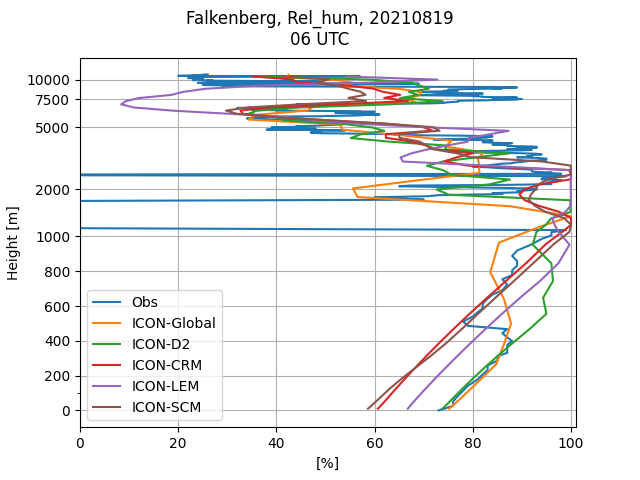 Falkenberg, Rel_hum, 20210819
06 UTC
10000
7500
5000
2000
1000
800
600
400
200
0
Height [m]
Obs
ICON-Global
ICON-D2
ICON-CRM
ICON-LEM
ICON-SCM
0 20 40 60 80 100
[%]